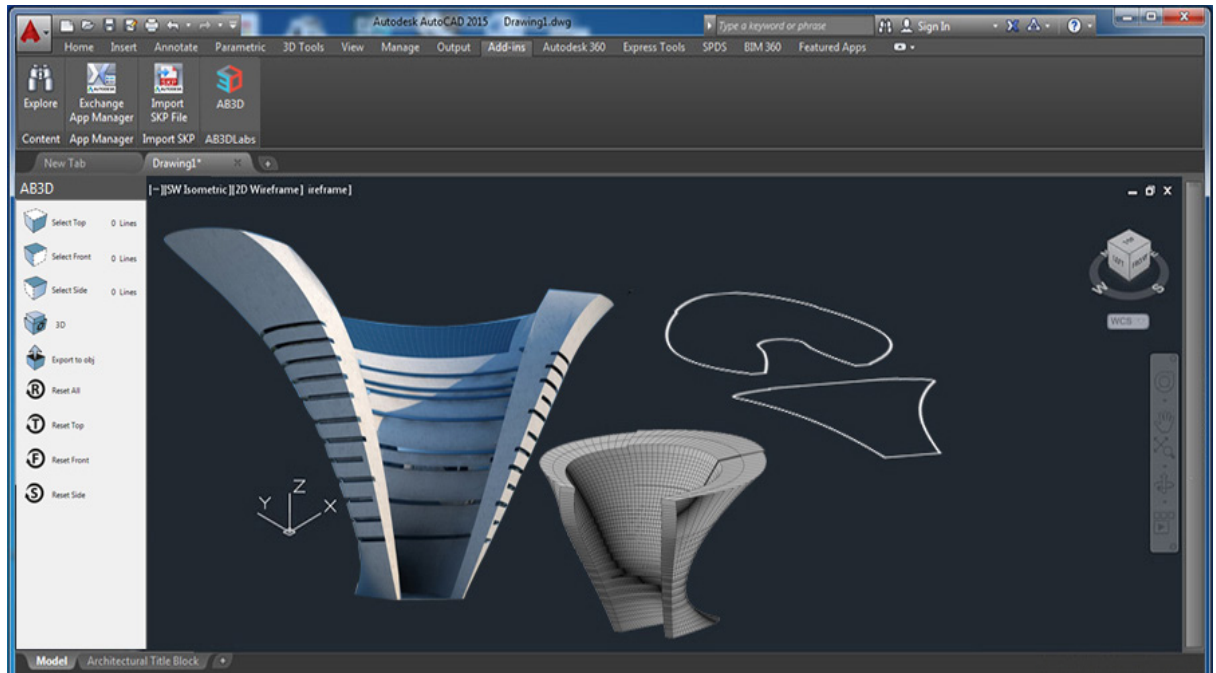 Autodesk AutoCAD 2015 Drawing1.dwg
Type a keyword or phrase
Sign In
Home Insert Annotate Parametric 3D Tools View Manage Output Add-ins Autodesk 360 Express Tools SPDS BIM 360 Featured Apps
Explore
Exchange
App Manager
Import
SKP File
AB3D
Content App Manager Import SKP AB3DLabs
New Tab Drawing1*
AB3D
[−][SW Isometric][2D Wireframe] ireframe]
Select Top 0 Lines
Select Front 0 Lines
Select Side 0 Lines
3D
Export to obj
R Reset All
T Reset Top
F Reset Front
S Reset Side
TOP
LEFT FRONT
W S
WCS
Z
Y X
Model Architectural Title Block